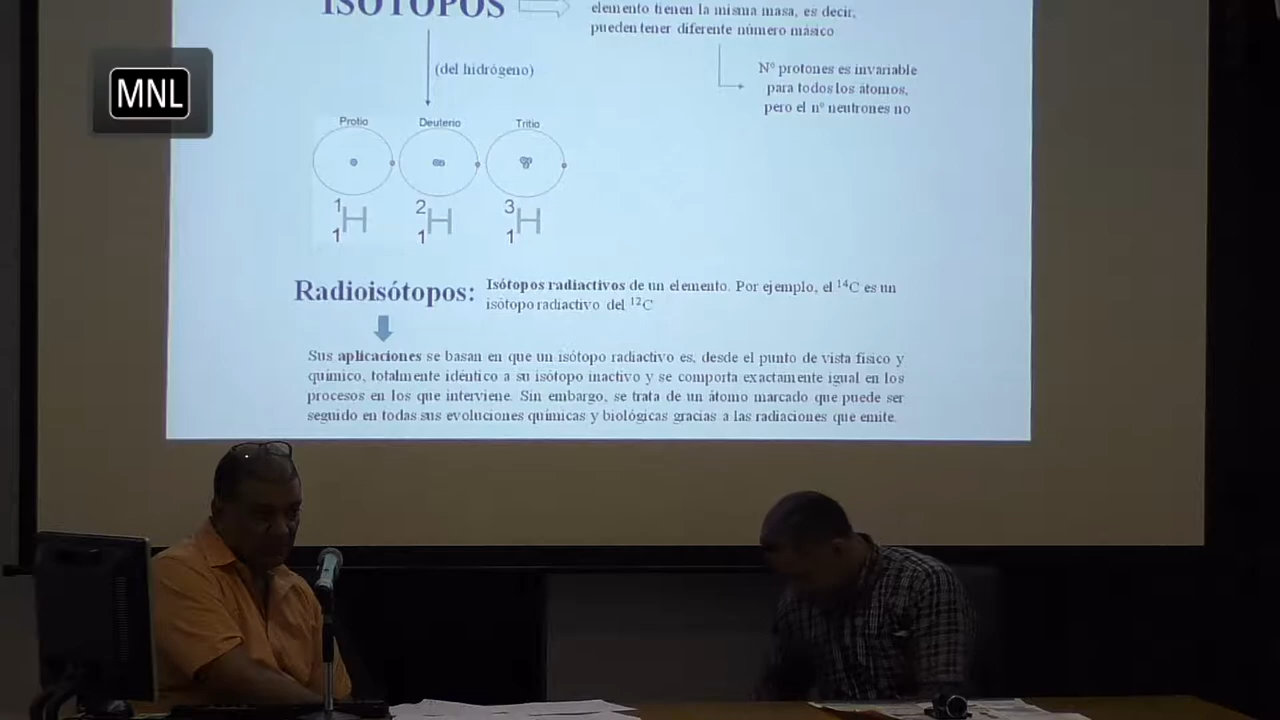 ISÓTOPOS
elemento tienen la misma masa, es decir,
pueden tener diferente número másico
MNL
(del hidrógeno)
Nº protones es invariable
para todos los átomos,
pero el nº neutrones no
Protio Deuterio Tritio
1 1 H 2 1 H 3 1 H
Radioisótopos: Isótopos radiactivos de un elemento. Por ejemplo, el 14C es un
isótopo radiactivo del 12C
Sus aplicaciones se basan en que un isótopo radiactivo es, desde el punto de vista físico y
químico, totalmente idéntico a su isótopo inactivo y se comporta exactamente igual en los
procesos en los que interviene. Sin embargo, se trata de un átomo marcado que puede ser
seguido en todas sus evoluciones químicas y biológicas gracias a las radiaciones que emite.